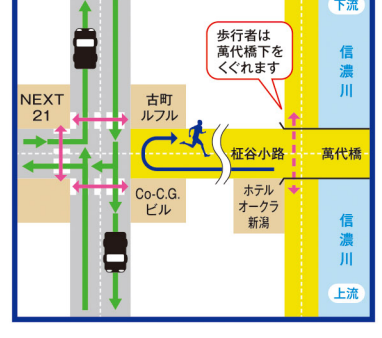 下流
歩行者は
萬代橋下を
くぐれます
信
濃
川
NEXT
21
古町
ルフル
柾谷小路
萬代橋
Co-C.G.
ビル
ホテル
オークラ
新潟
信
濃
川
上流